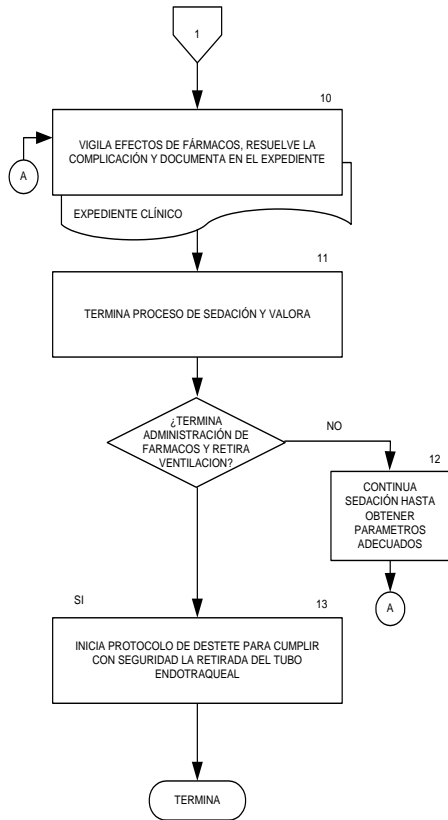 1
10
VIGILA EFECTOS DE FÁRMACOS, RESUELVE LA
COMPLICACIÓN Y DOCUMENTA EN EL EXPEDIENTE
A
EXPEDIENTE CLÍNICO
11
TERMINA PROCESO DE SEDACIÓN Y VALORA
¿TERMINA
ADMINISTRACIÓN DE
FARMACOS Y RETIRA
VENTILACION?
NO
12
CONTINUA
SEDACIÓN HASTA
OBTENER
PARAMETROS
ADECUADOS
A
SI
13
INICIA PROTOCOLO DE DESTETE PARA CUMPLIR
CON SEGURIDAD LA RETIRADA DEL TUBO
ENDOTRAQUEAL
TERMINA